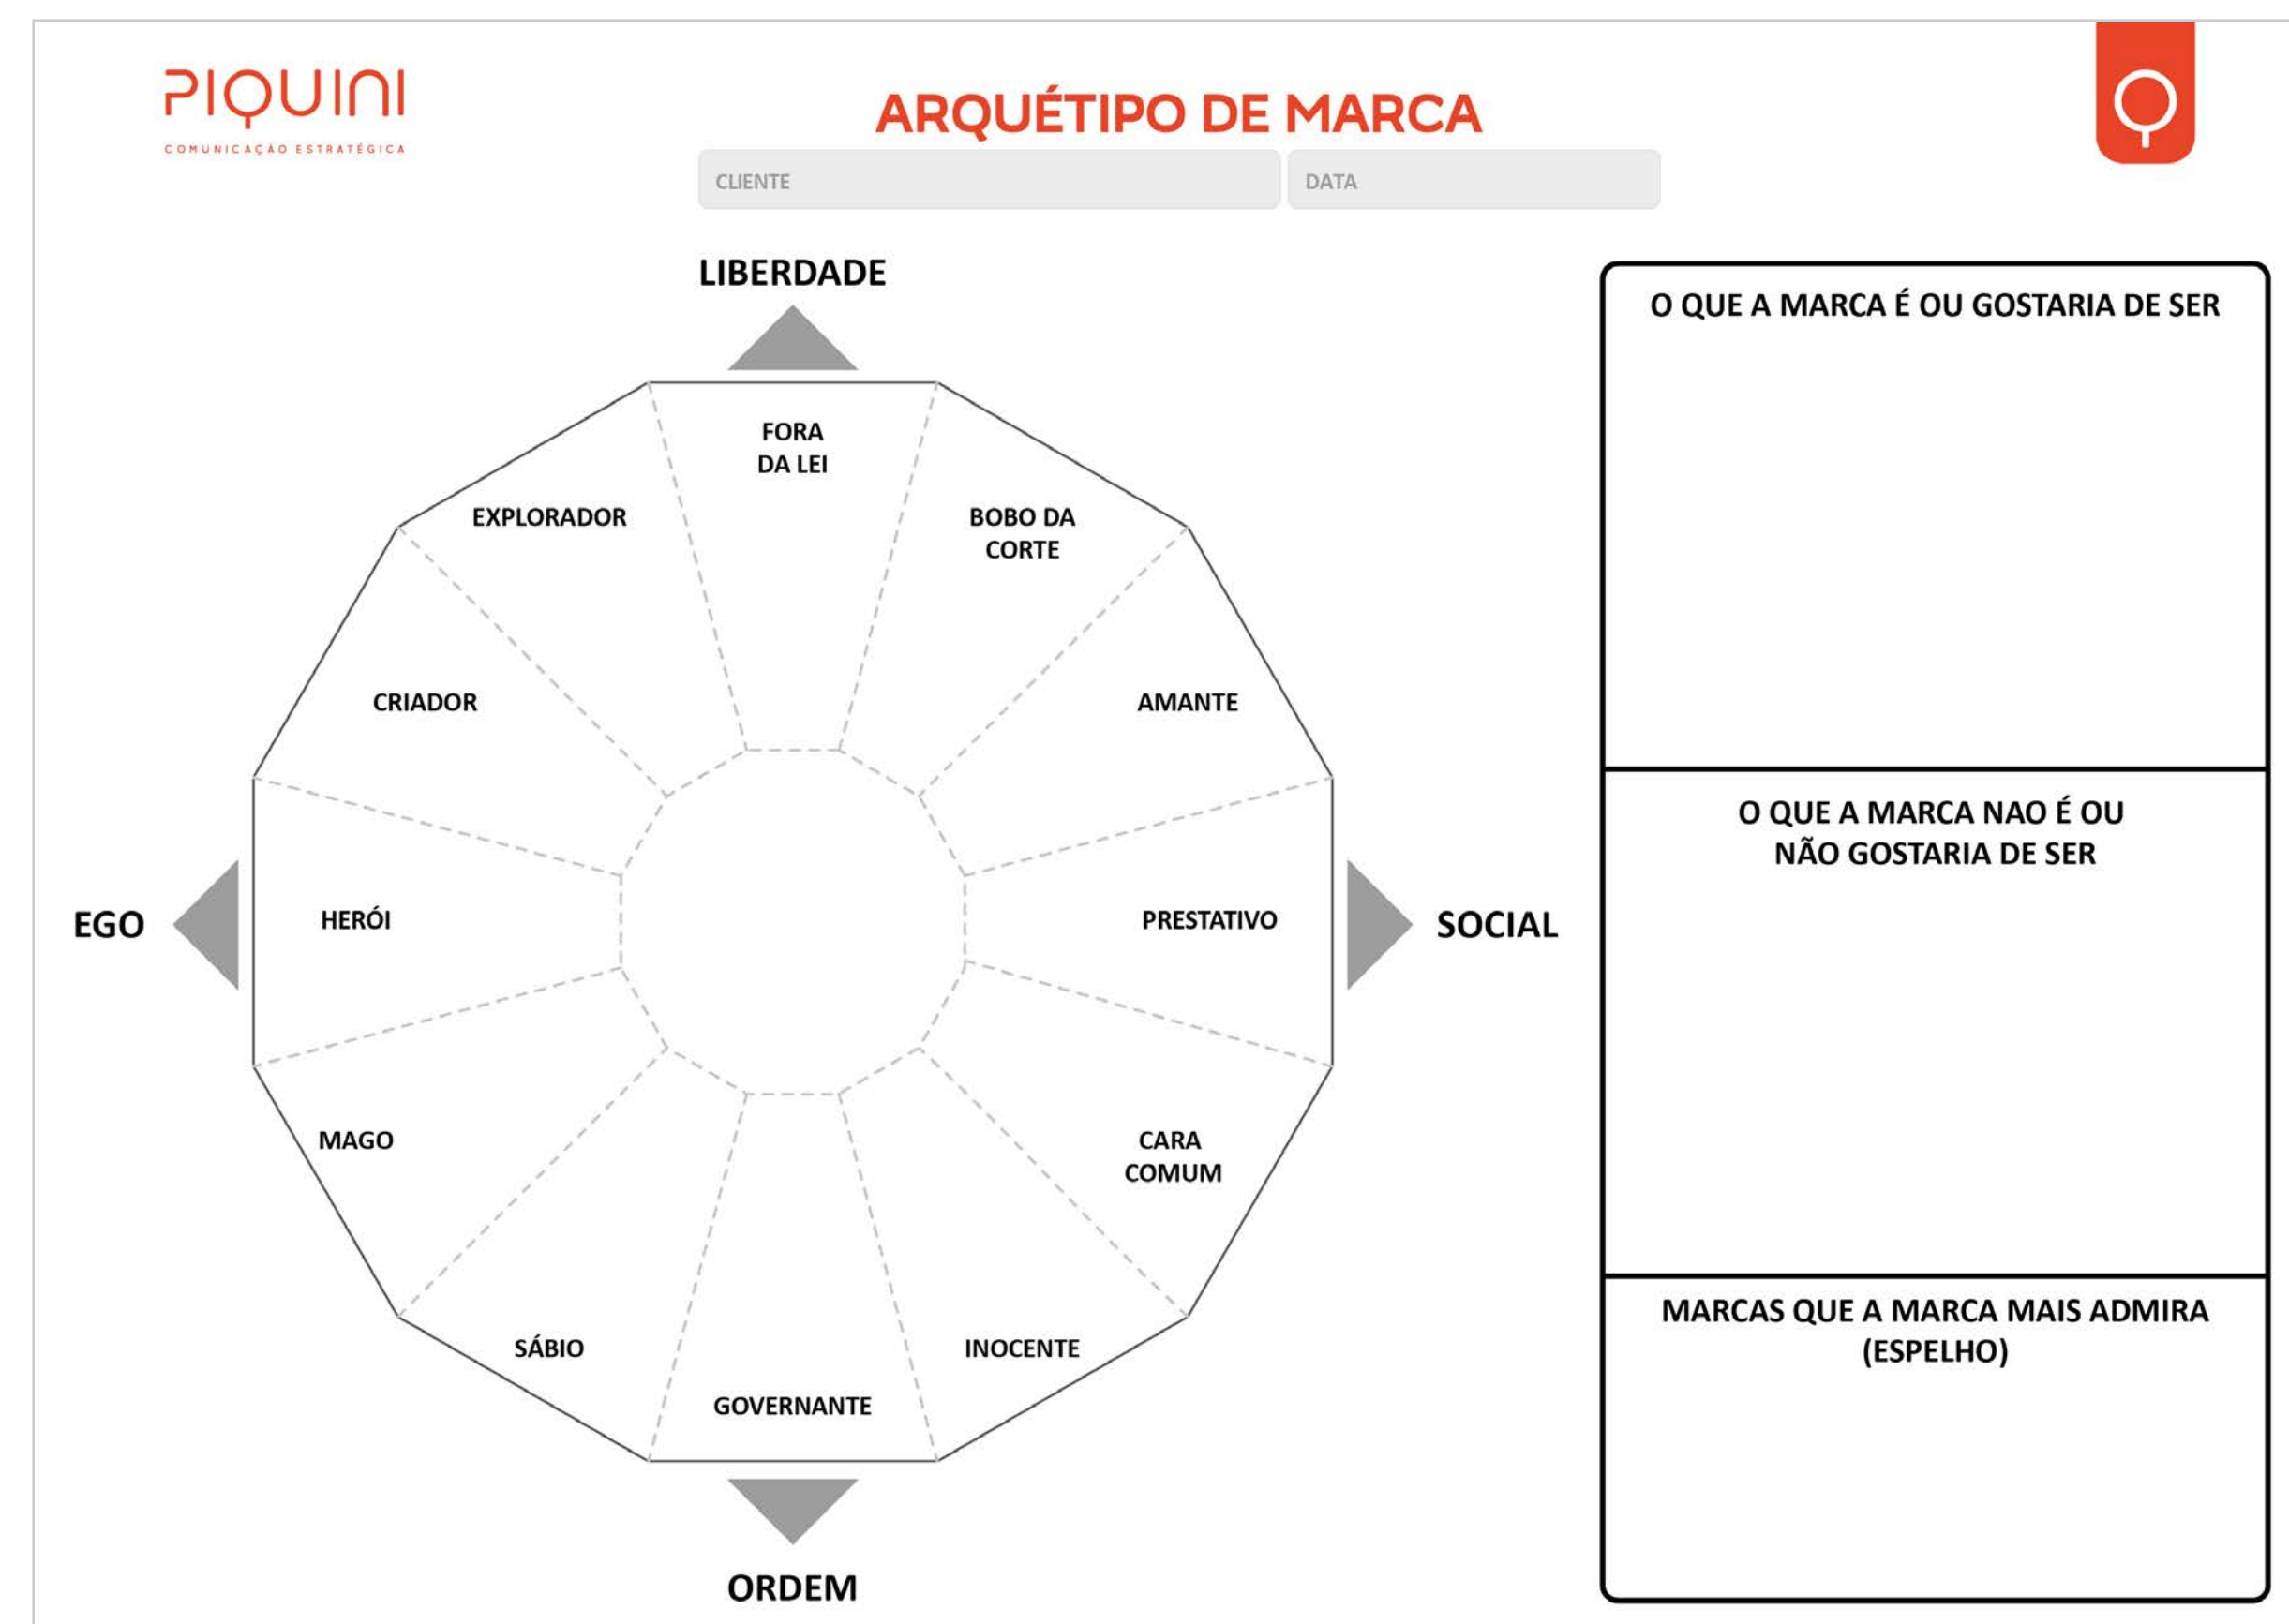 PIQUINI
COMUNICAÇÃO ESTRATÉGICA
ARQUÉTIPO DE MARCA
CLIENTE
DATA
LIBERDADE
FORA
DA LEI
EXPLORADOR
BOBO DA
CORTE
CRIADOR
AMANTE
EGO
HERÓI
PRESTATIVO
SOCIAL
MAGO
CARA
COMUM
SÁBIO
INOCENTE
GOVERNANTE
ORDEM
O QUE A MARCA É OU GOSTARIA DE SER
O QUE A MARCA NAO É OU
NÃO GOSTARIA DE SER
MARCAS QUE A MARCA MAIS ADMIRA
(ESPELHO)